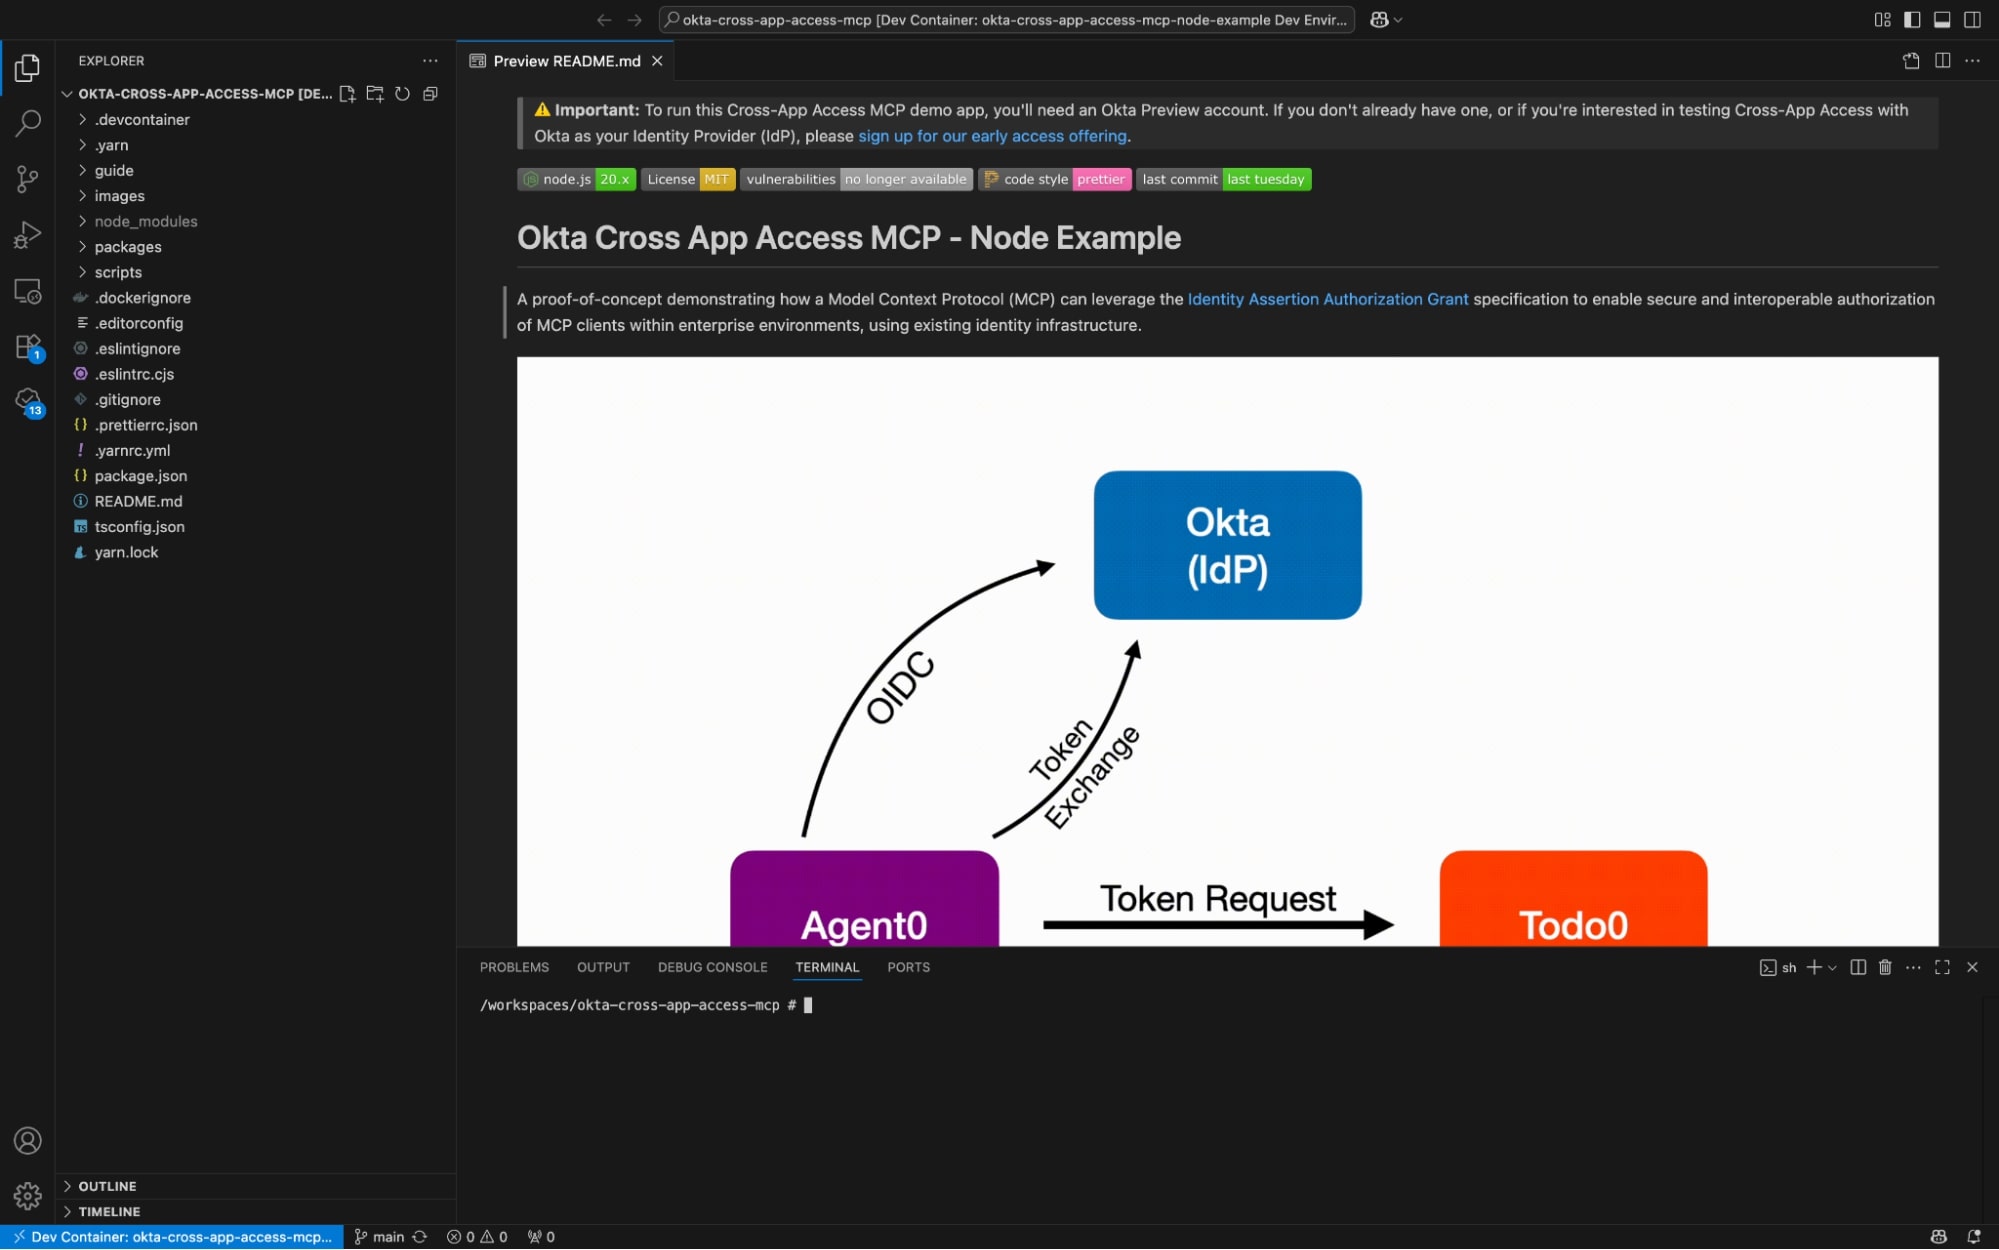 okta-cross-app-access-mcp [Dev Container: okta-cross-app-access-mcp-node-example Dev Envir...
EXPLORER
OKTA-CROSS-APP-ACCESS-MCP [DE...
.devcontainer
.yarn
guide
images
node_modules
packages
scripts
.dockerignore
.editorconfig
.eslintignore
.eslintrc.cjs
.gitignore
{} .prettierrc.json
! .yarnrc.yml
{} package.json
README.md
TS tsconfig.json
yarn.lock
1
13
OUTLINE
TIMELINE
Preview README.md
Important: To run this Cross-App Access MCP demo app, you'll need an Okta Preview account. If you don't already have one, or if you're interested in testing Cross-App Access with
Okta as your Identity Provider (IdP), please sign up for our early access offering.
node.js 20.x License MIT vulnerabilities no longer available code style prettier last commit last tuesday
Okta Cross App Access MCP - Node Example
A proof-of-concept demonstrating how a Model Context Protocol (MCP) can leverage the Identity Assertion Authorization Grant specification to enable secure and interoperable authorization
of MCP clients within enterprise environments, using existing identity infrastructure.
Okta
(IdP)
OIDC
Token
Exchange
Agent0
Token Request
Todo0
PROBLEMS OUTPUT DEBUG CONSOLE TERMINAL PORTS
sh
/workspaces/okta-cross-app-access-mcp #
Dev Container: okta-cross-app-access-mcp... main 0 0 0